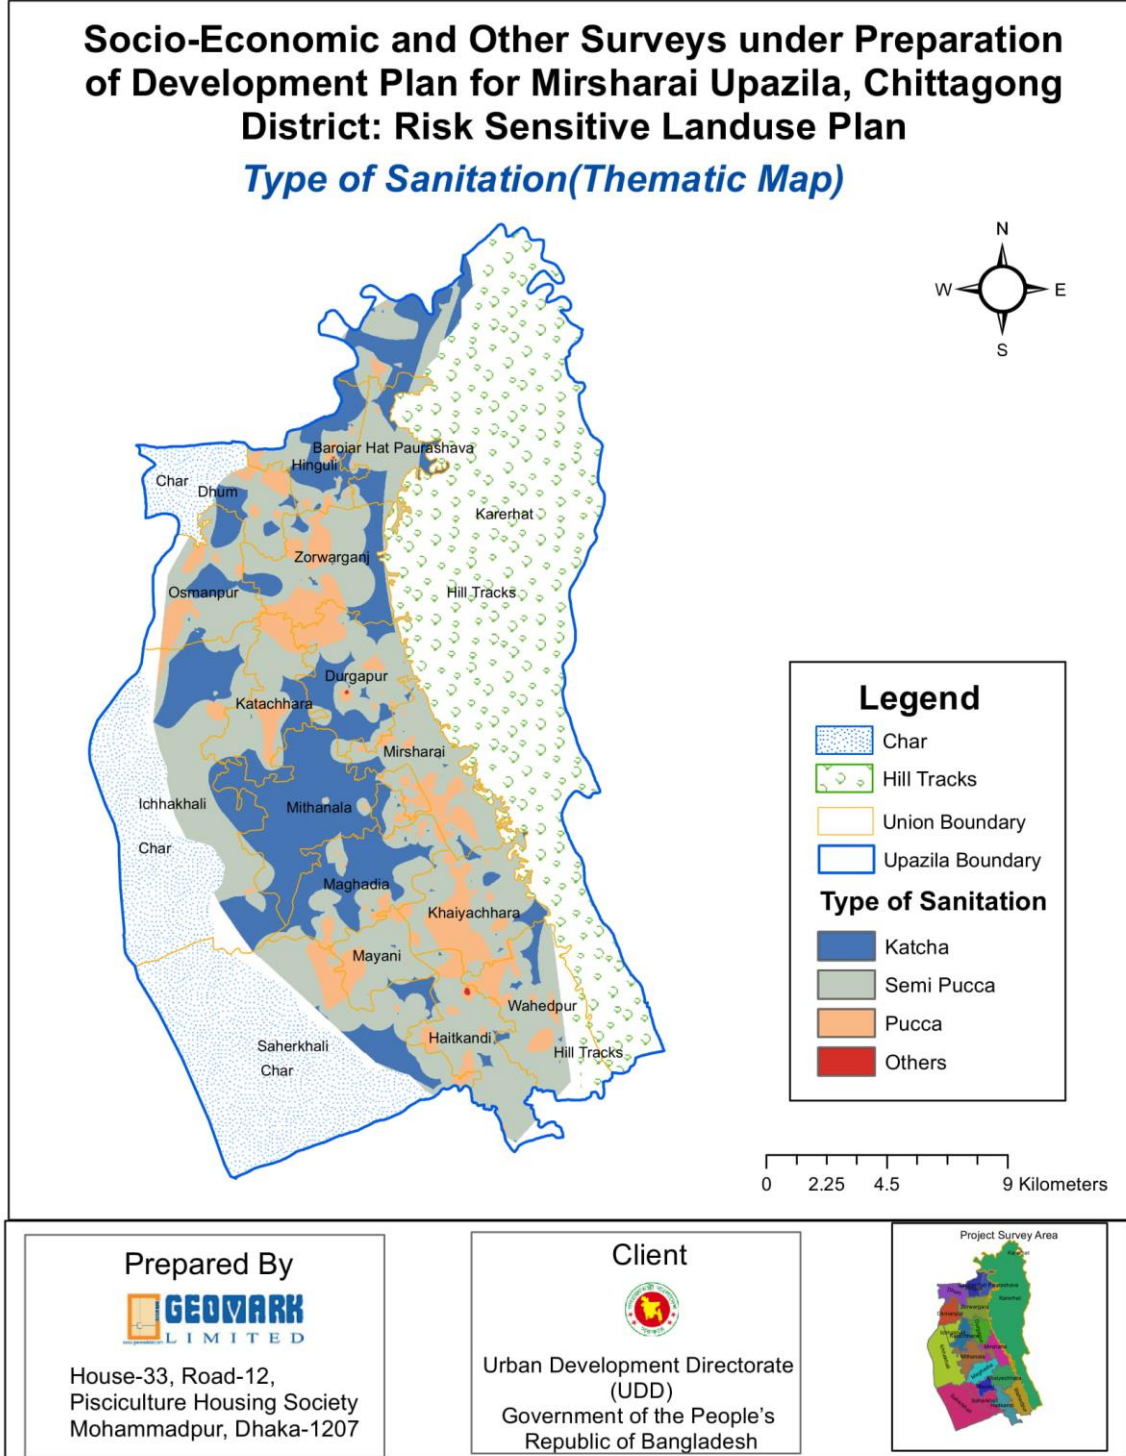 Socio-Economic and Other Surveys under Preparation
of Development Plan for Mirsharai Upazila, Chittagong
District: Risk Sensitive Landuse Plan
Type of Sanitation(Thematic Map)
N
W
E
S
Baroiar Hat Paurashava
Hinguli
Char
Dhum
Karerhat
Zorwarganj
Osmanpur
Hill Tracks
Durgapur
Katachhara
Mirsharai
Ichhakhali
Mithanala
Char
Maghadia
Khaiyachhara
Mayani
Wahedpur
Haitkandi
Saherkhali
Char
Hill Tracks
Legend
Char
Hill Tracks
Union Boundary
Upazila Boundary
Type of Sanitation
Katcha
Semi Pucca
Pucca
Others
0 2.25 4.5 9 Kilometers
Prepared By
GEOMARK
LIMITED
House-33, Road-12,
Pisciculture Housing Society
Mohammadpur, Dhaka-1207
Client
Urban Development Directorate
(UDD)
Government of the People's
Republic of Bangladesh
Project Survey Area
Karerhat
Karerhat